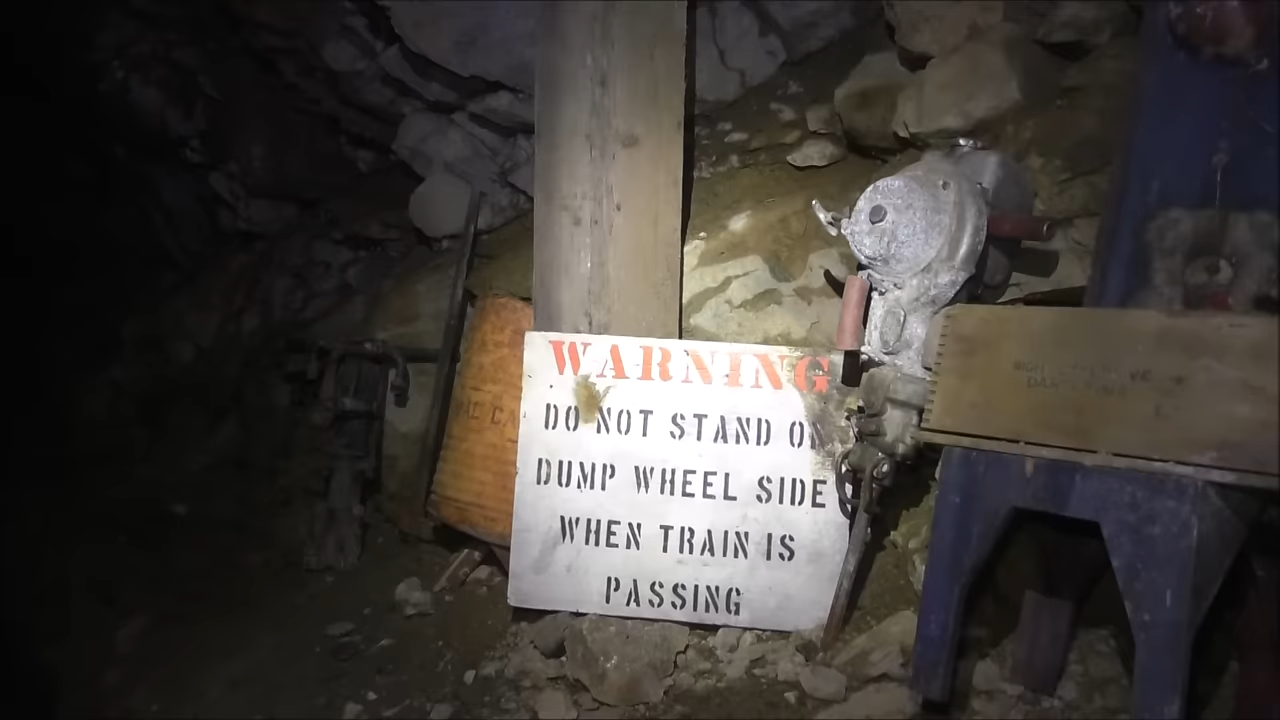 WARNING
DO NOT STAND ON
DUMP WHEEL SIDE
WHEN TRAIN IS
PASSING